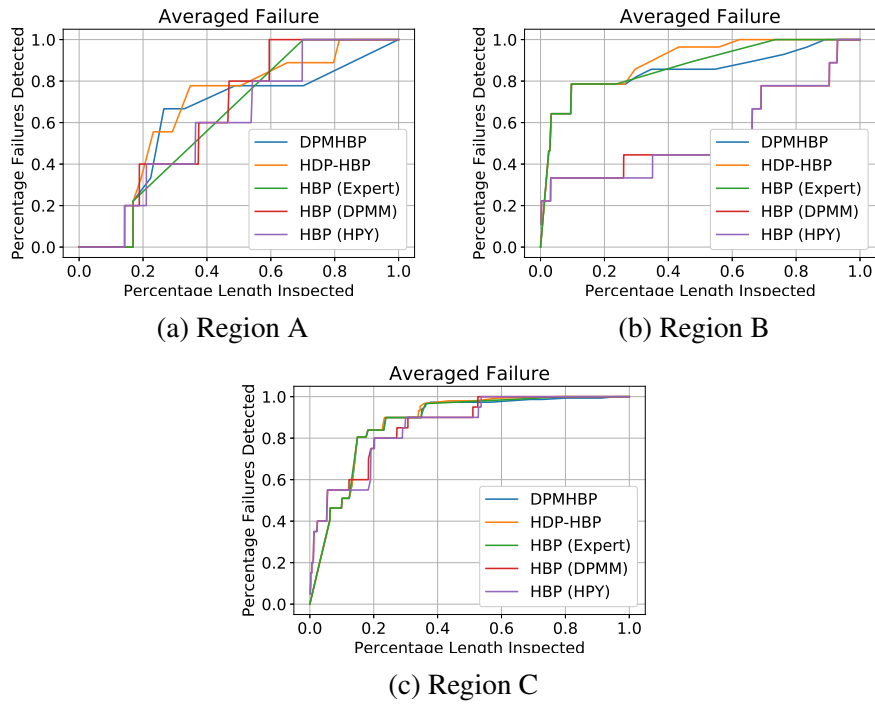 Averaged Failure
Percentage Failures Detected
1.0
0.8
0.6
0.4
0.2
0.0
DPMHBP
HDP-HBP
HBP (Expert)
HBP (DPMM)
HBP (HPY)
0.0 0.2 0.4 0.6 0.8 1.0
Percentage Length Inspected
(a) Region A
Averaged Failure
Percentage Failures Detected
1.0
0.8
0.6
0.4
0.2
0.0
DPMHBP
HDP-HBP
HBP (Expert)
HBP (DPMM)
HBP (HPY)
0.0 0.2 0.4 0.6 0.8 1.0
Percentage Length Inspected
(b) Region B
Averaged Failure
Percentage Failures Detected
1.0
0.8
0.6
0.4
0.2
0.0
DPMHBP
HDP-HBP
HBP (Expert)
HBP (DPMM)
HBP (HPY)
0.0 0.2 0.4 0.6 0.8 1.0
Percentage Length Inspected
(c) Region C